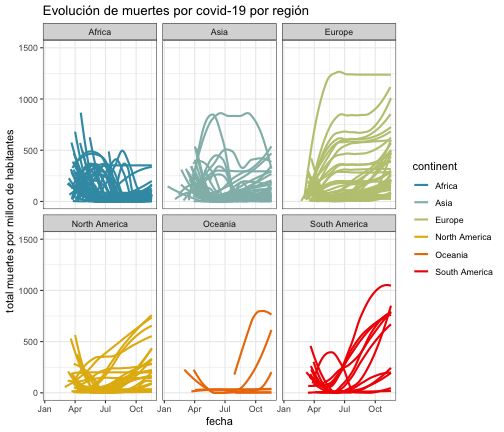 Evolución de muertes por covid-19 por región
Africa
Asia
Europe
1500
1000
500
0
North America
Oceania
South America
1500
1000
500
0
Jan Apr Jul Oct
Jan Apr Jul Oct
Jan Apr Jul Oct
fecha
total muertes por millon de habitantes
continent
Africa
Asia
Europe
North America
Oceania
South America